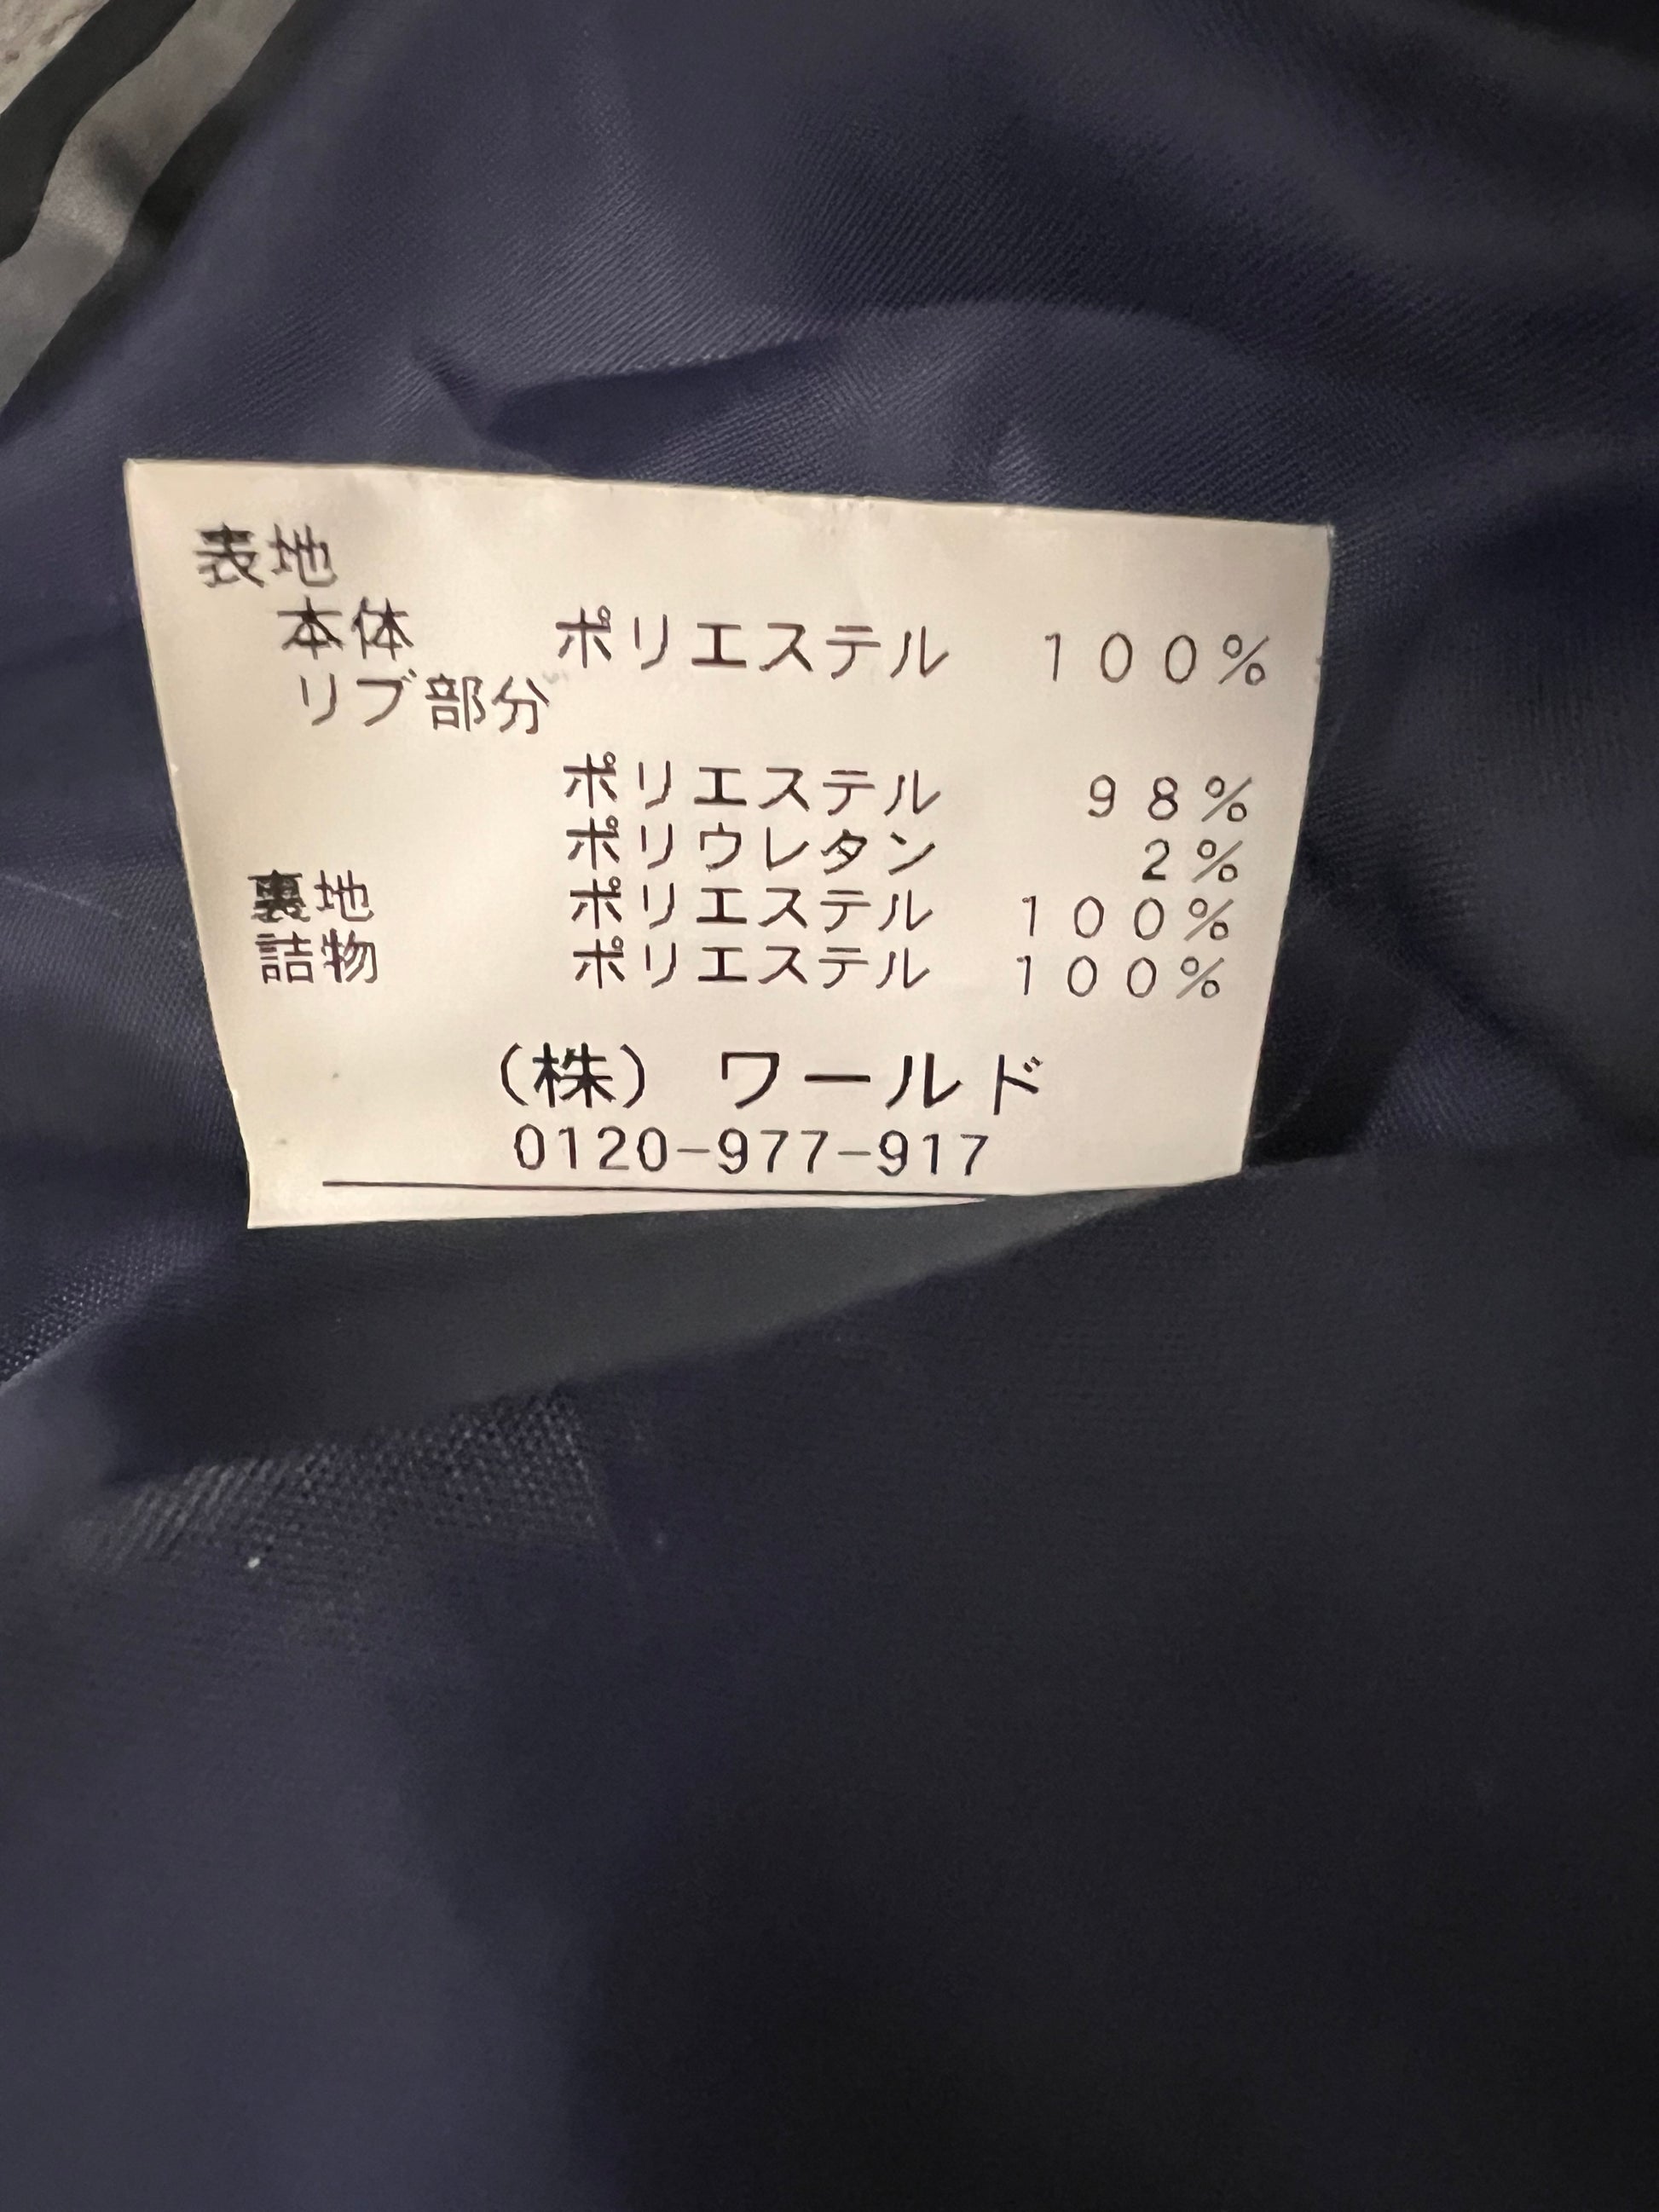 表地
本体 ポリエステル 100%
リブ部分
ポリエステル 98%
ポリウレタン 2%
裏地 ポリエステル 100%
詰物 ポリエステル 100%
(株) ワールド
0120-977-917